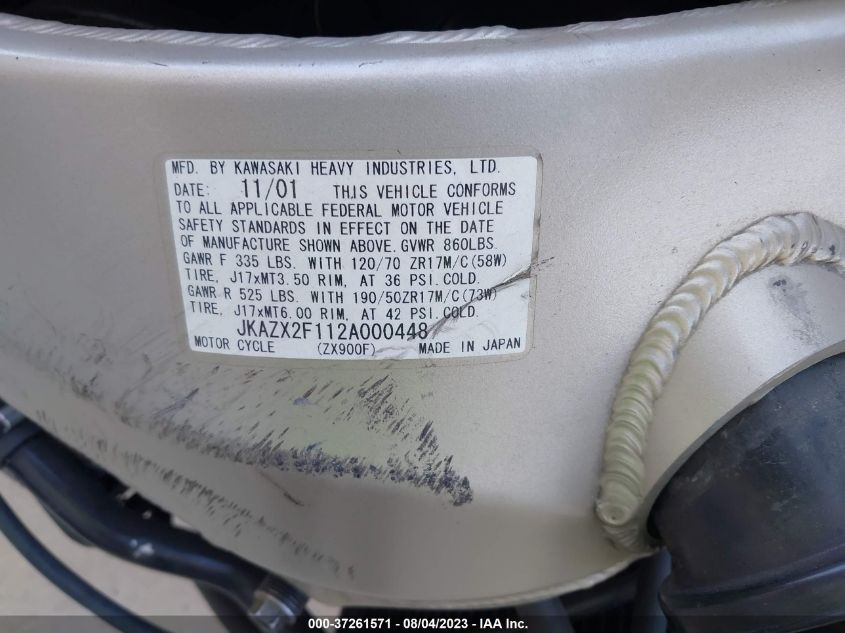 MFD. BY KAWASAKI HEAVY INDUSTRIES, LTD.
DATE: 11/01 THIS VEHICLE CONFORMS
TO ALL APPLICABLE FEDERAL MOTOR VEHICLE
SAFETY STANDARDS IN EFFECT ON THE DATE
OF MANUFACTURE SHOWN ABOVE. GVWR 860LBS.
GAWR F 335 LBS. WITH 120/70 ZR17M/C(58W)
TIRE, J17xMT3.50 RIM, AT 36 PSI.COLD.
GAWR R 525 LBS. WITH 190/50ZR17M/C(73W)
TIRE, J17xMT6.00 RIM, AT 42 PSI.COLD.
JKAZX2F112A000448
MOTOR CYCLE (ZX900F) MADE IN JAPAN
000-37261571 - 08/04/2023 - IAA Inc.